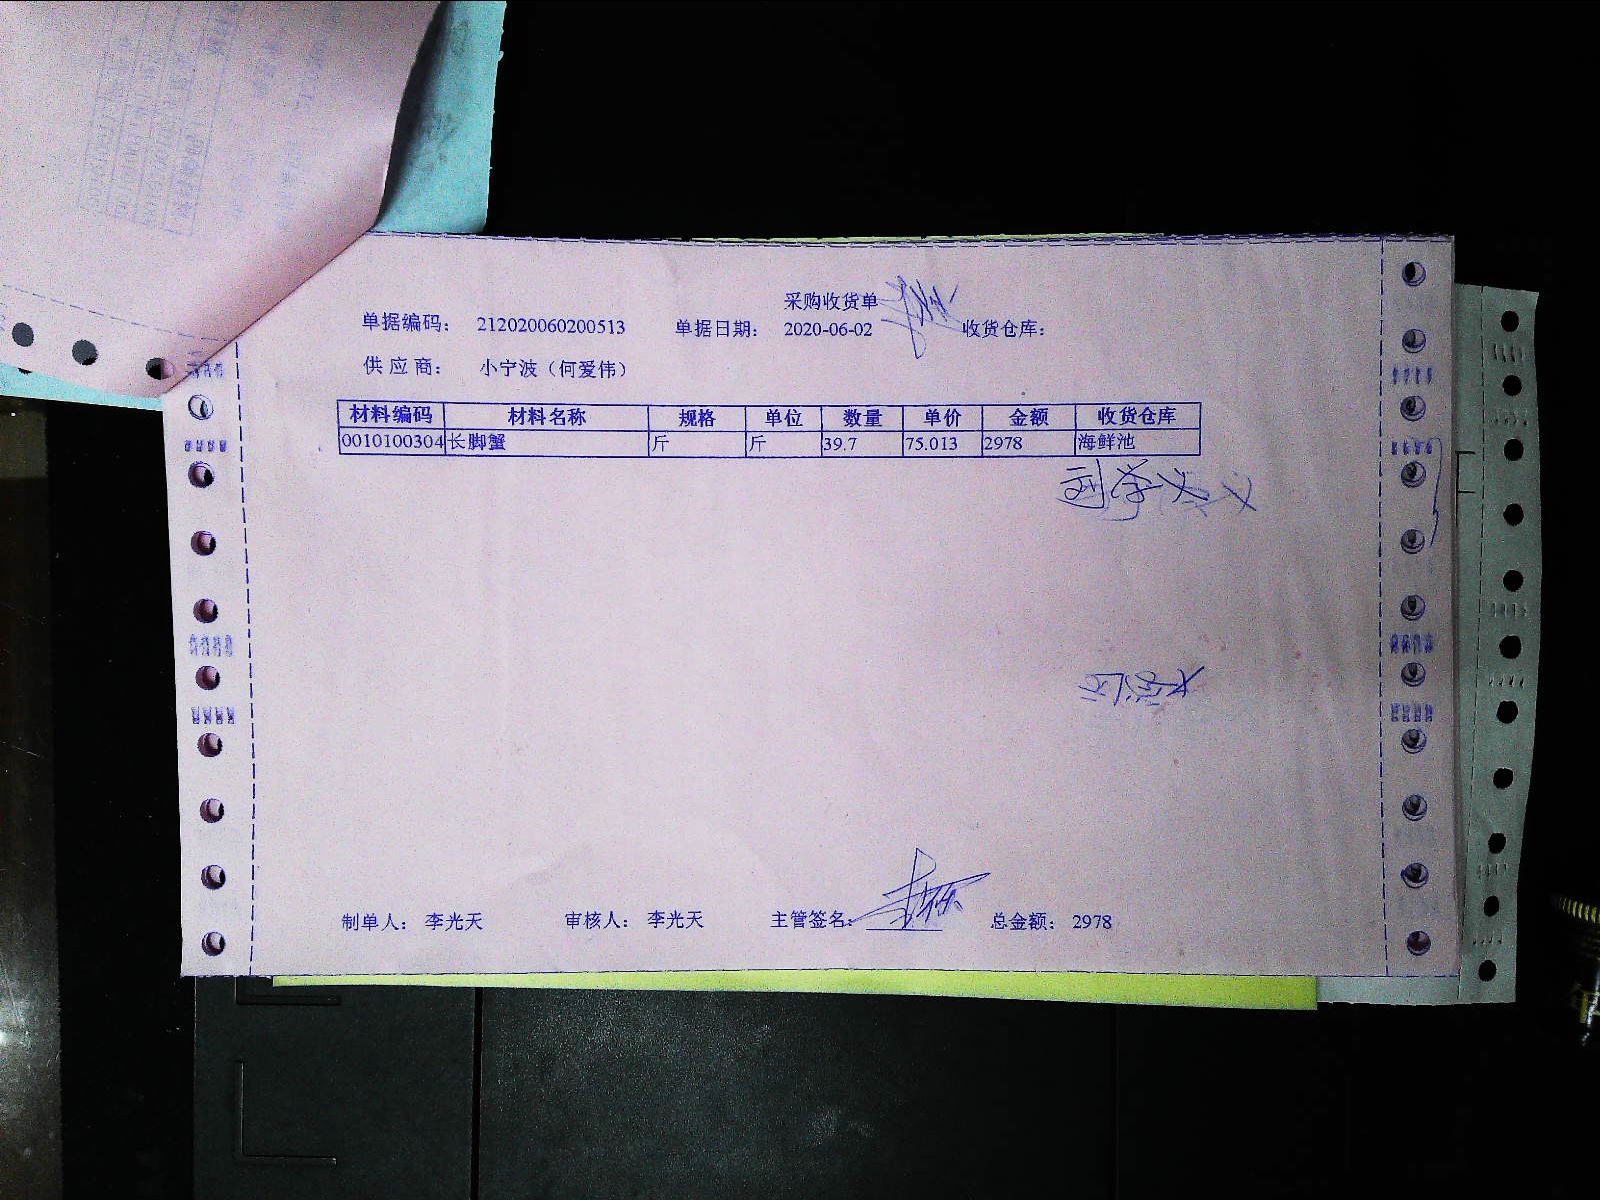 采购收货单
单据编码: 212020060200513 单据日期: 2020-06-02 收货仓库:
供 应 商: 小宁波（何爱伟）
材料编码 材料名称 规格 单位 数量 单价 金额 收货仓库
0010100304 长脚蟹 斤 斤 39.7 75.013 2978 海鲜池
制单人: 李光天 审核人: 李光天 主管签名: 总金额: 2978